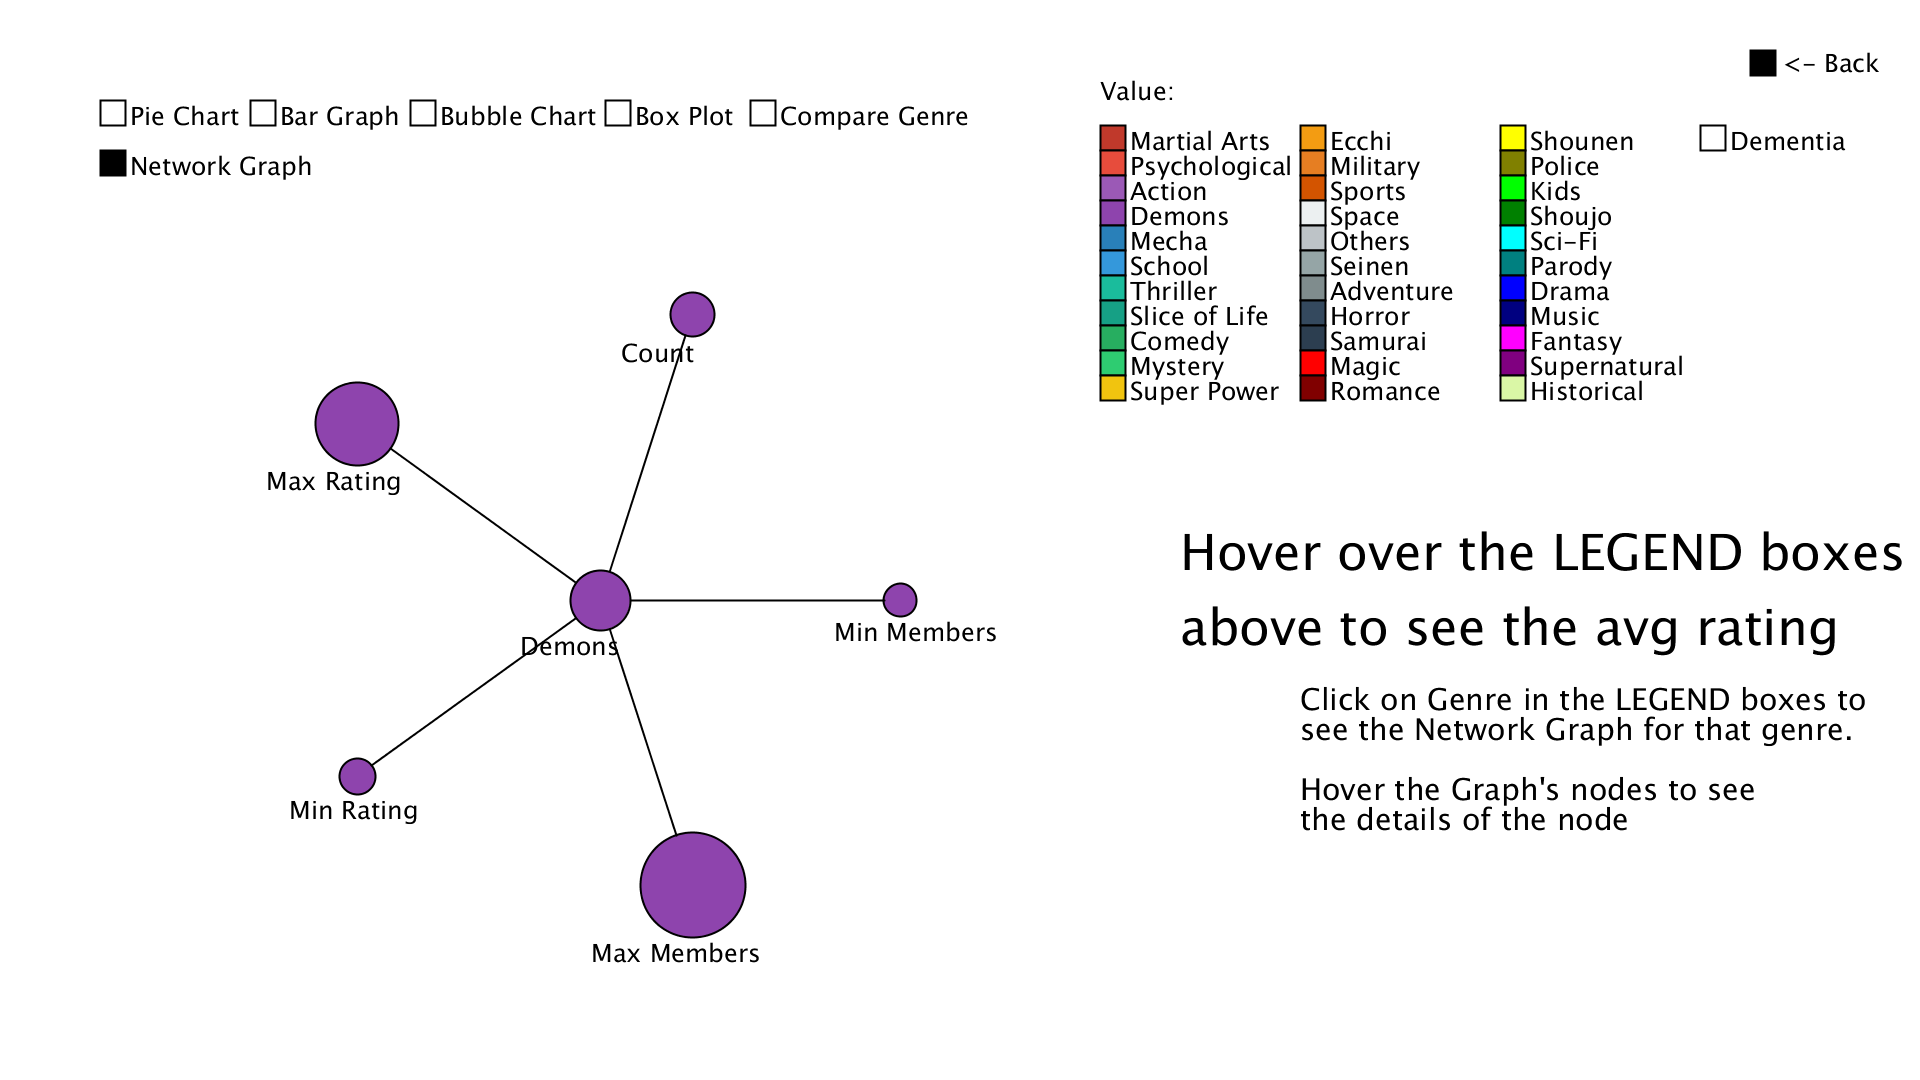 <- Back
Value:
Pie Chart
Bar Graph
Bubble Chart
Box Plot
Compare Genre
Network Graph
Martial Arts
Psychological
Action
Demons
Mecha
School
Thriller
Slice of Life
Comedy
Mystery
Super Power
Ecchi
Military
Sports
Space
Others
Seinen
Adventure
Horror
Samurai
Magic
Romance
Shounen
Police
Kids
Shoujo
Sci-Fi
Parody
Drama
Music
Fantasy
Supernatural
Historical
Dementia
Count
Max Rating
Demons
Min Members
Min Rating
Max Members
Hover over the LEGEND boxes
above to see the avg rating
Click on Genre in the LEGEND boxes to
see the Network Graph for that genre.
Hover the Graph's nodes to see
the details of the node